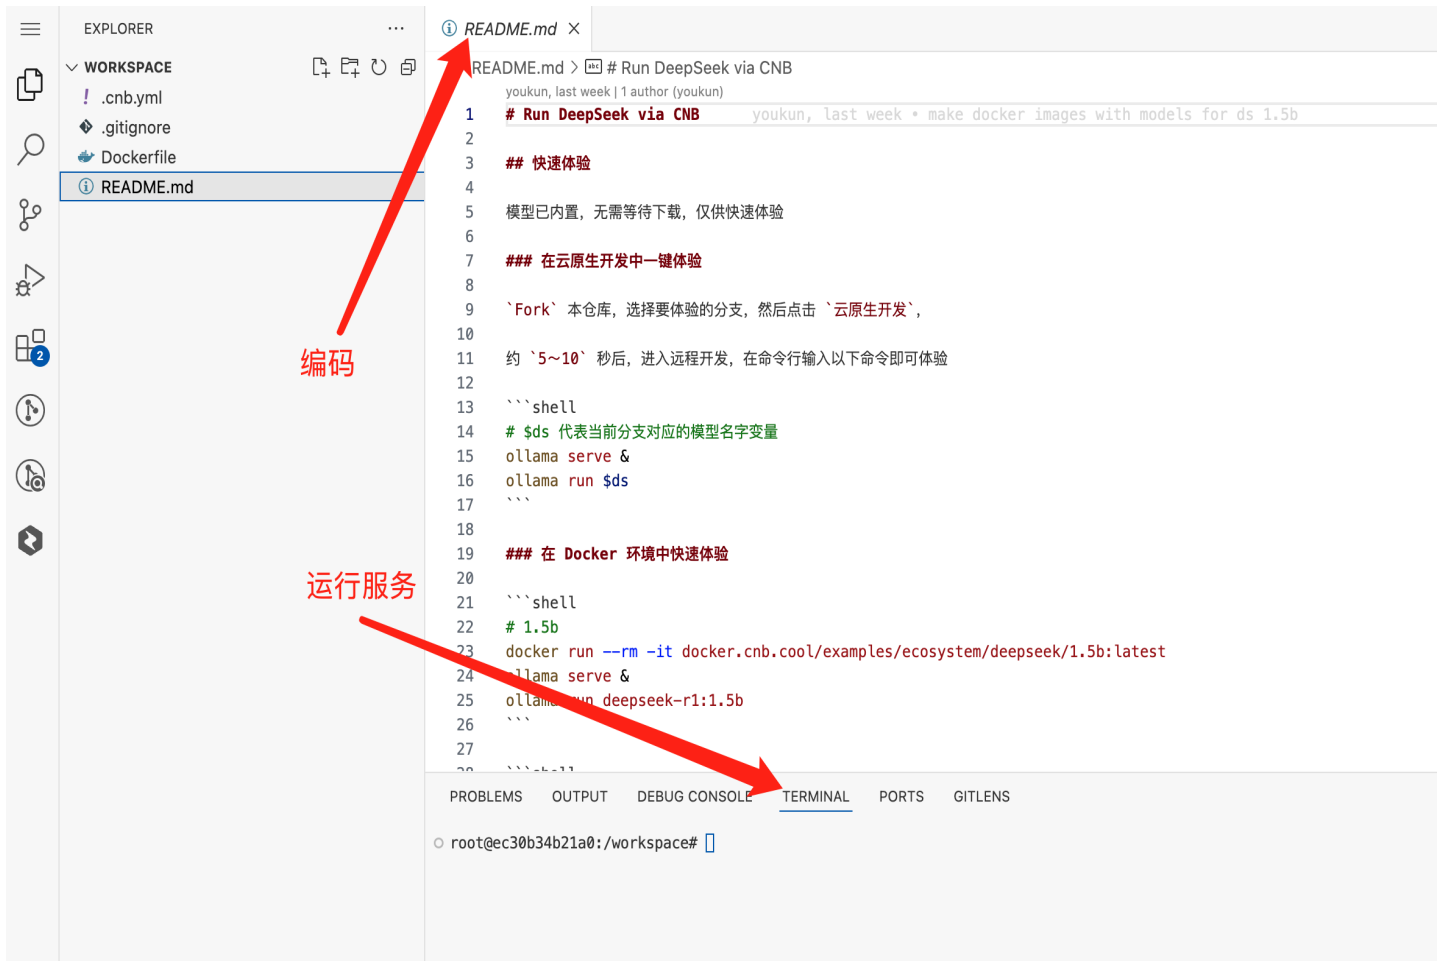 EXPLORER
WORKSPACE
.cnb.yml
.gitignore
Dockerfile
README.md
2
README.md
README.md > # Run DeepSeek via CNB
youkun, last week | 1 author (youkun)
1 # Run DeepSeek via CNB youkun, last week • make docker images with models for ds 1.5b
2
3 ## 快速体验
4
5 模型已内置，无需等待下载，仅供快速体验
6
7 ### 在云原生开发中一键体验
8
9 `Fork` 本仓库，选择要体验的分支，然后点击 `云原生开发`，
10
11 约 `5～10` 秒后，进入远程开发，在命令行输入以下命令即可体验
12
13 ```shell
14 # $ds 代表当前分支对应的模型名字变量
15 ollama serve &
16 ollama run $ds
17 ```
18
19 ### 在 Docker 环境中快速体验
20
21 ```shell
22 # 1.5b
23 docker run --rm -it docker.cnb.cool/examples/ecosystem/deepseek/1.5b:latest
24 ollama serve &
25 ollama run deepseek-r1:1.5b
26 ```
27
28 ```shell
编码
运行服务
PROBLEMS OUTPUT DEBUG CONSOLE TERMINAL PORTS GITLENS
root@ec30b34b21a0:/workspace#